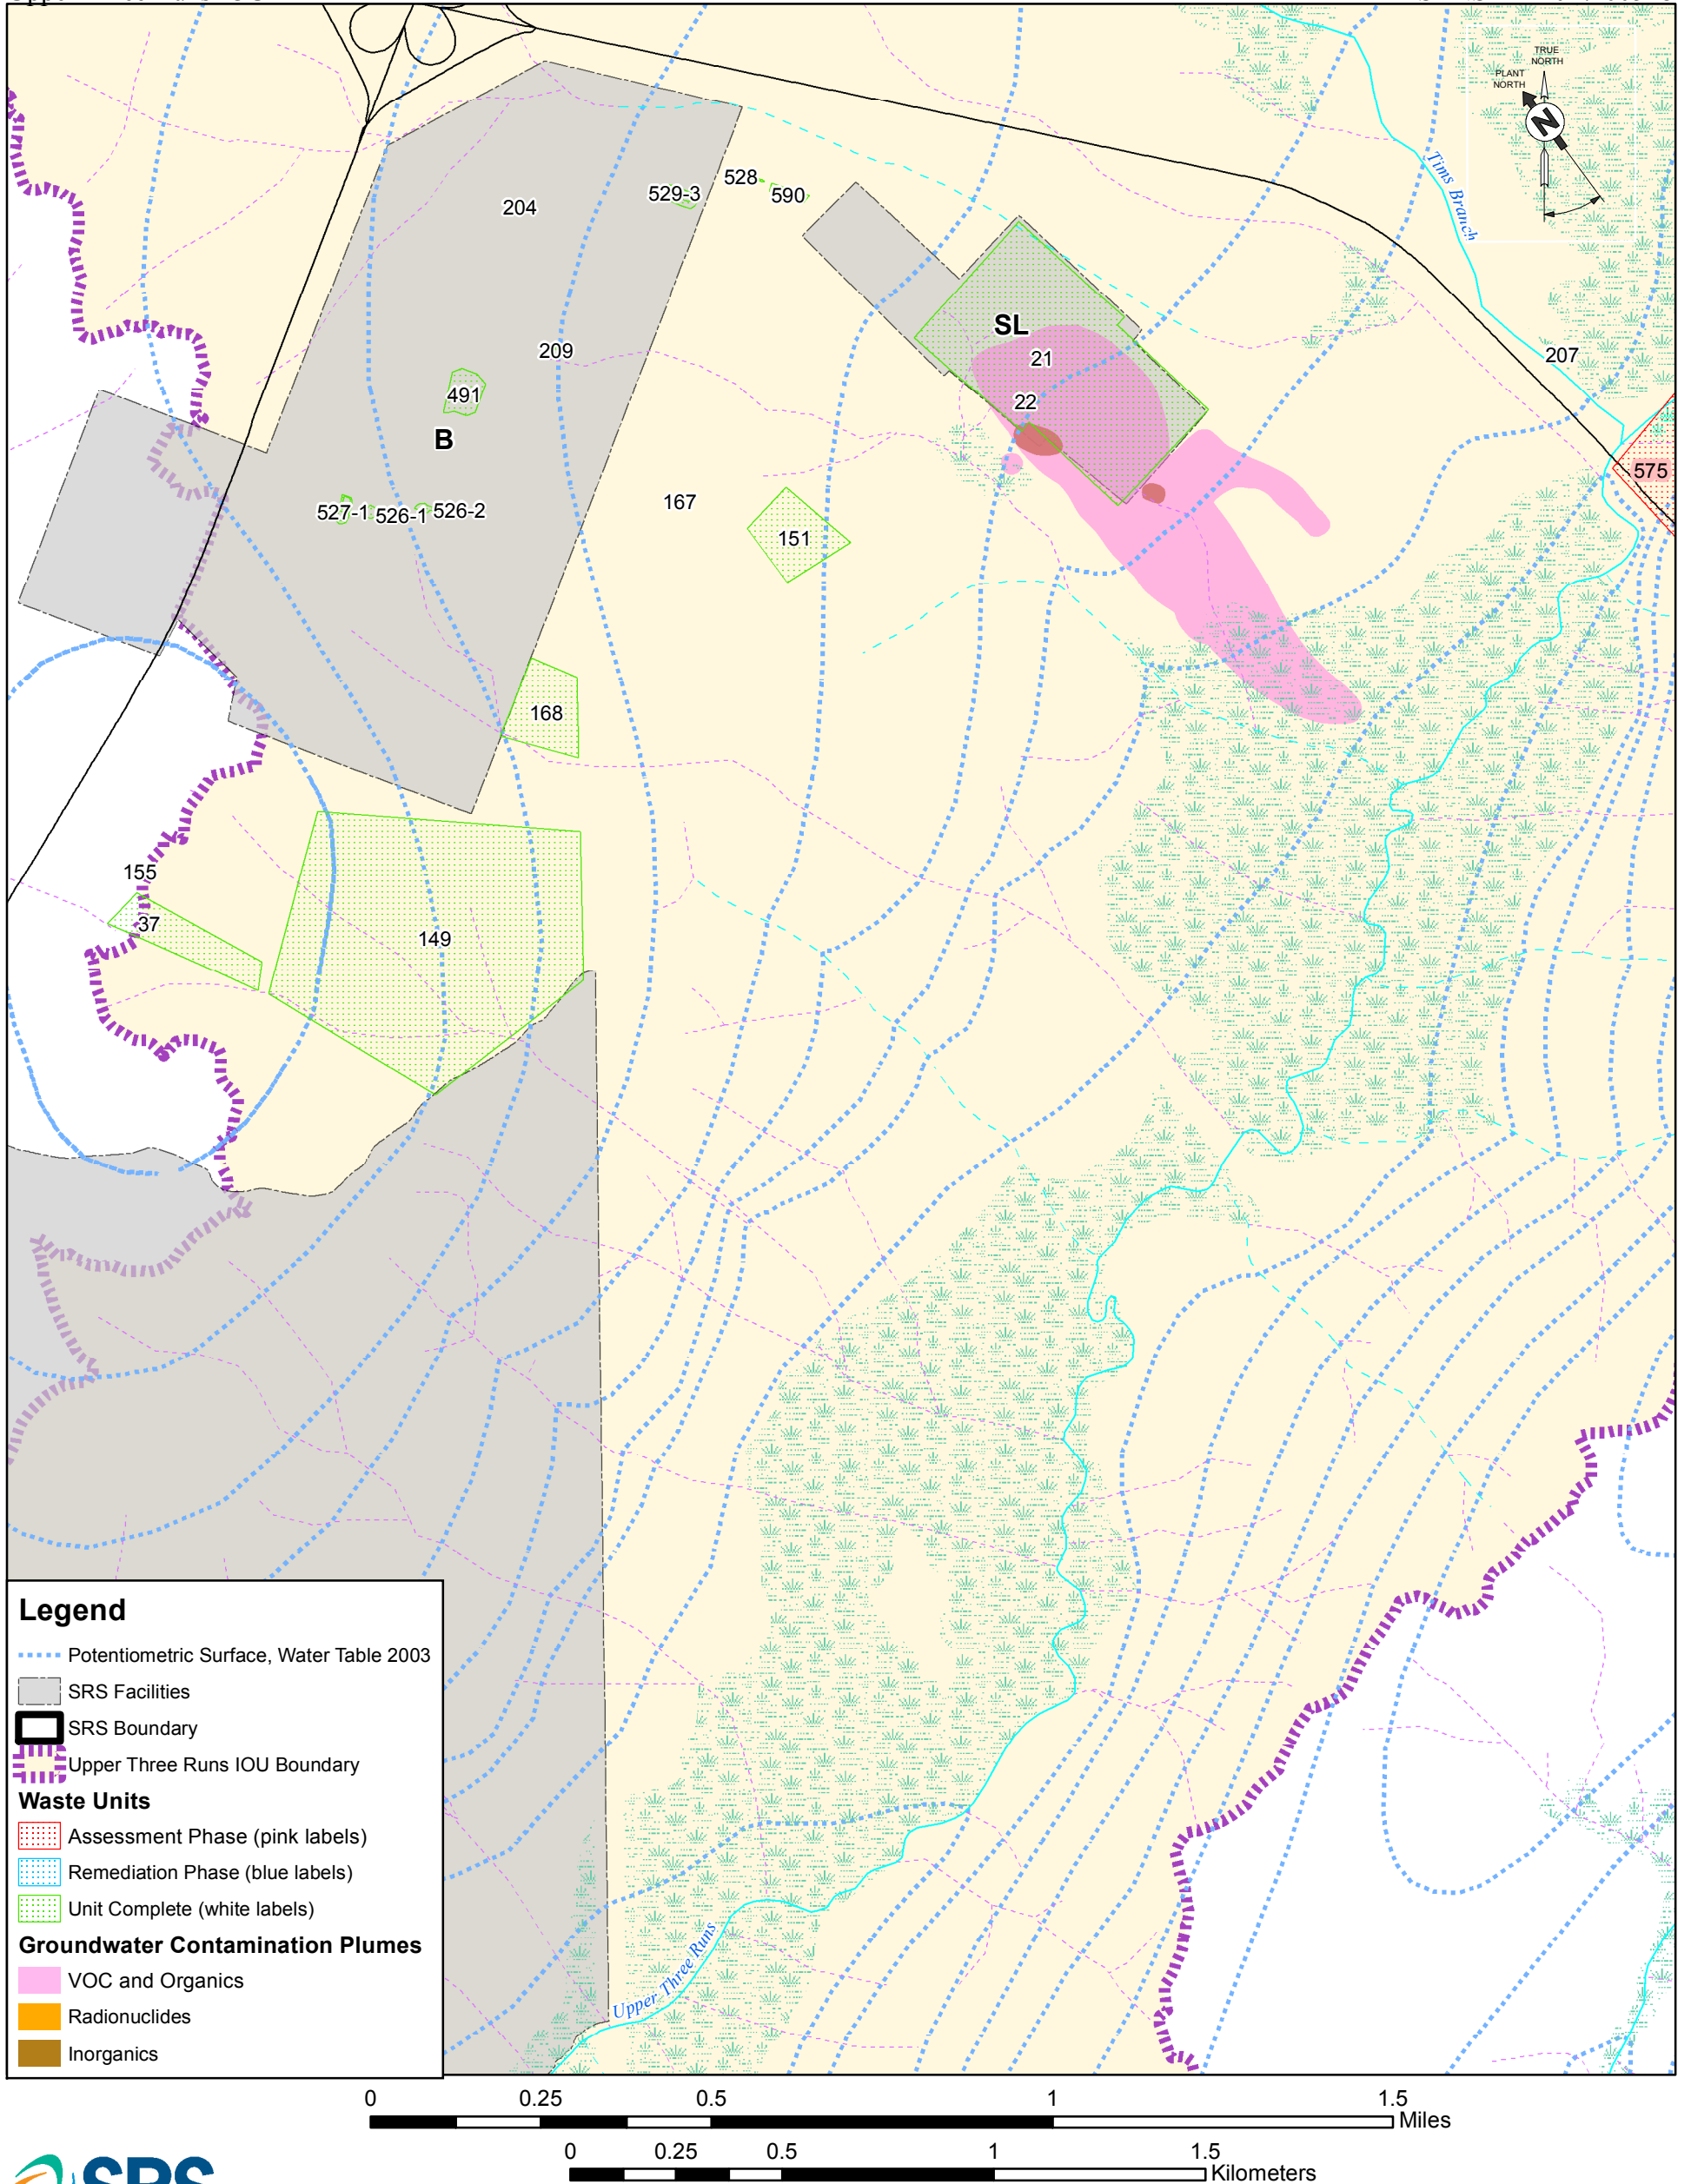 TRUE
NORTH
PLANT
NORTH
N
Tims Branch
528
529-3
590
204
SL
209
21
207
491
22
B
575
167
527-1
526-1
526-2
151
168
155
37
149
Legend
Potentiometric Surface, Water Table 2003
SRS Facilities
SRS Boundary
Upper Three Runs IOU Boundary
Waste Units
Assessment Phase (pink labels)
Remediation Phase (blue labels)
Unit Complete (white labels)
Groundwater Contamination Plumes
VOC and Organics
Radionuclides
Inorganics
Upper Three Runs
0 0.25 0.5 1 1.5
Miles
0 0.25 0.5 1 1.5
Kilometers
SRS